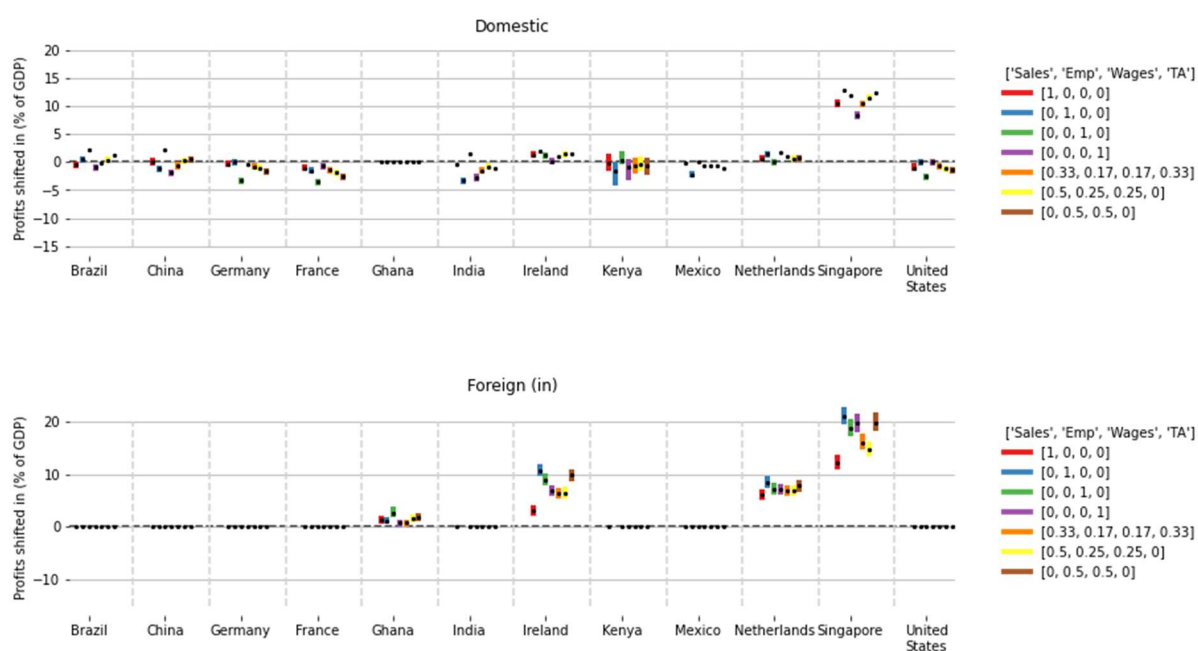 Domestic
Profits shifted in (% of GDP)
20
15
10
5
0
−5
−10
−15
Brazil China Germany France Ghana India Ireland Kenya Mexico Netherlands Singapore United
States
['Sales', 'Emp', 'Wages', 'TA']
[1, 0, 0, 0]
[0, 1, 0, 0]
[0, 0, 1, 0]
[0, 0, 0, 1]
[0.33, 0.17, 0.17, 0.33]
[0.5, 0.25, 0.25, 0]
[0, 0.5, 0.5, 0]
Foreign (in)
Profits shifted in (% of GDP)
20
10
0
−10
Brazil China Germany France Ghana India Ireland Kenya Mexico Netherlands Singapore United
States
['Sales', 'Emp', 'Wages', 'TA']
[1, 0, 0, 0]
[0, 1, 0, 0]
[0, 0, 1, 0]
[0, 0, 0, 1]
[0.33, 0.17, 0.17, 0.33]
[0.5, 0.25, 0.25, 0]
[0, 0.5, 0.5, 0]